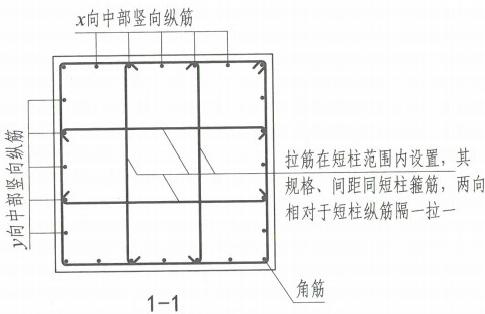 x向中部竖向纵筋
y向中部竖向纵筋
拉筋在短柱范围内设置，其
规格、间距同短柱箍筋，两向
相对于短柱纵筋隔一拉一
角筋
1-1